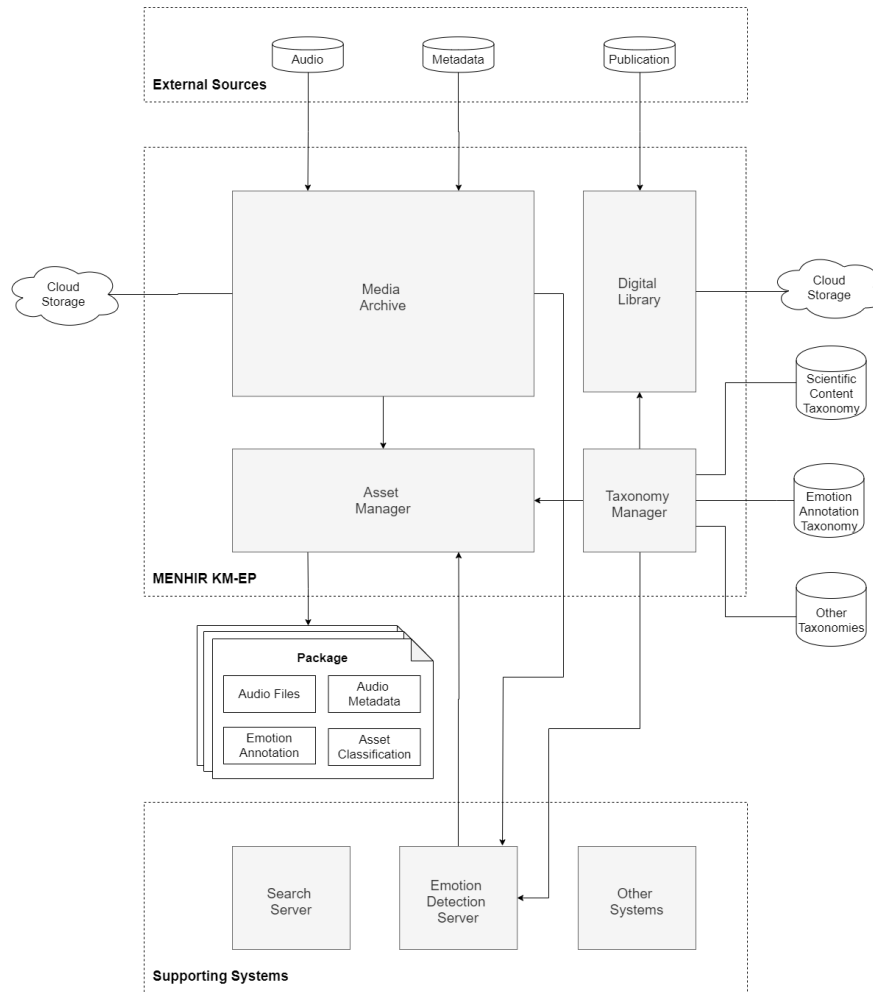 Audio
Metadata
Publication
External Sources
Media
Archive
Digital
Library
Cloud
Storage
Cloud
Storage
Scientific
Content
Taxonomy
Asset
Manager
Taxonomy
Manager
Emotion
Annotation
Taxonomy
MENHIR KM-EP
Other
Taxonomies
Package
Audio Files
Audio
Metadata
Emotion
Annotation
Asset
Classification
Search
Server
Emotion
Detection
Server
Other
Systems
Supporting Systems